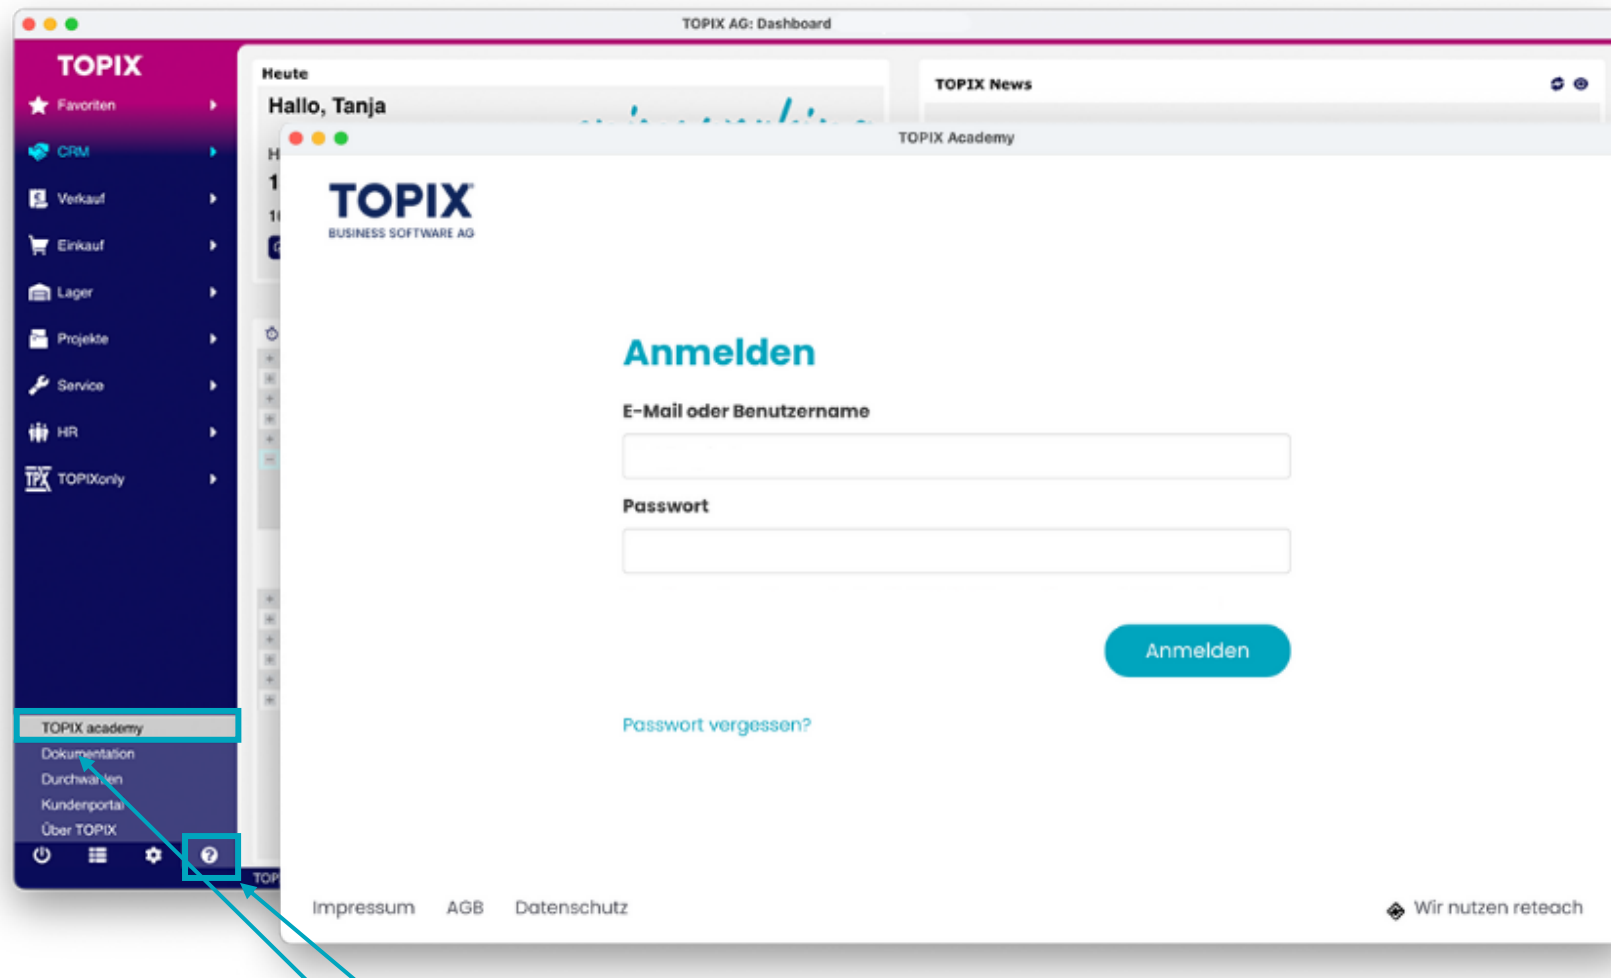 TOPIX AG: Dashboard
TOPIX
Favoriten
CRM
Verkauf
Einkauf
Lager
Projekte
Service
HR
TPX TOPIXonly
TOPIX academy
Dokumentation
Durchwahlen
Kundenportal
Über TOPIX
Heute
Hallo, Tanja
TOPIX News
TOPIX Academy
TOPIX
BUSINESS SOFTWARE AG
Anmelden
E-Mail oder Benutzername
Passwort
Anmelden
Passwort vergessen?
Impressum AGB Datenschutz
Wir nutzen reteach